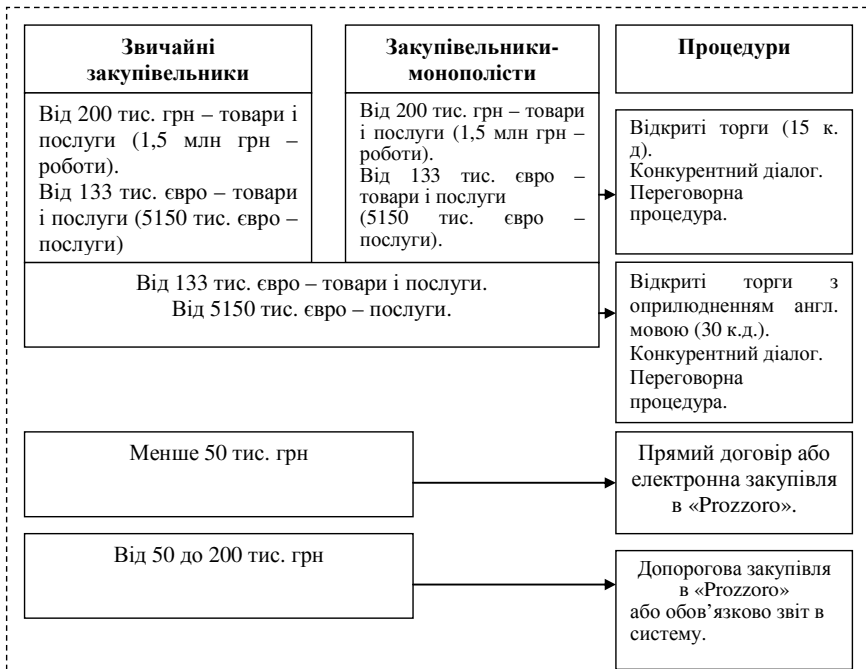 Звичайні
закупівельники
Закупівельники-
монополісти
Процедури
Від 200 тис. грн – товари і
послуги (1,5 млн грн –
роботи).
Від 133 тис. євро – товари
і послуги (5150 тис. євро –
послуги)
Від 200 тис. грн – товари
і послуги (1,5 млн грн –
роботи).
Від 133 тис. євро –
товари і послуги
(5150 тис. євро –
послуги).
Відкриті торги (15 к.
д).
Конкурентний діалог.
Переговорна
процедура.
Від 133 тис. євро – товари і послуги.
Від 5150 тис. євро – послуги.
Відкриті торги з
оприлюдненням англ.
мовою (30 к.д.).
Конкурентний діалог.
Переговорна
процедура.
Менше 50 тис. грн
Прямий договір або
електронна закупівля
в «Prozzoro».
Від 50 до 200 тис. грн
Допорогова закупівля
в «Prozzoro»
або обов’язково звіт в
систему.